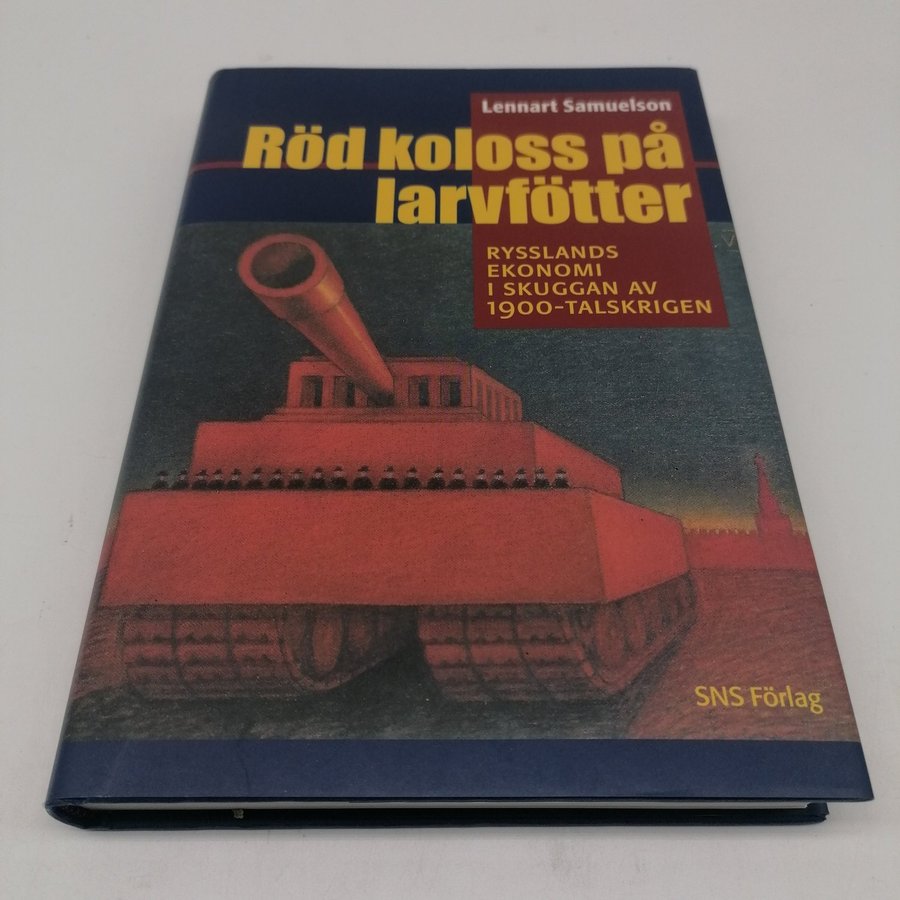 Lennart Samuelson
Röd koloss på
larvfötter
RYSSLANDS
EKONOMI
I SKUGGAN AV
1900-TALSKRIGEN
SNS Förlag